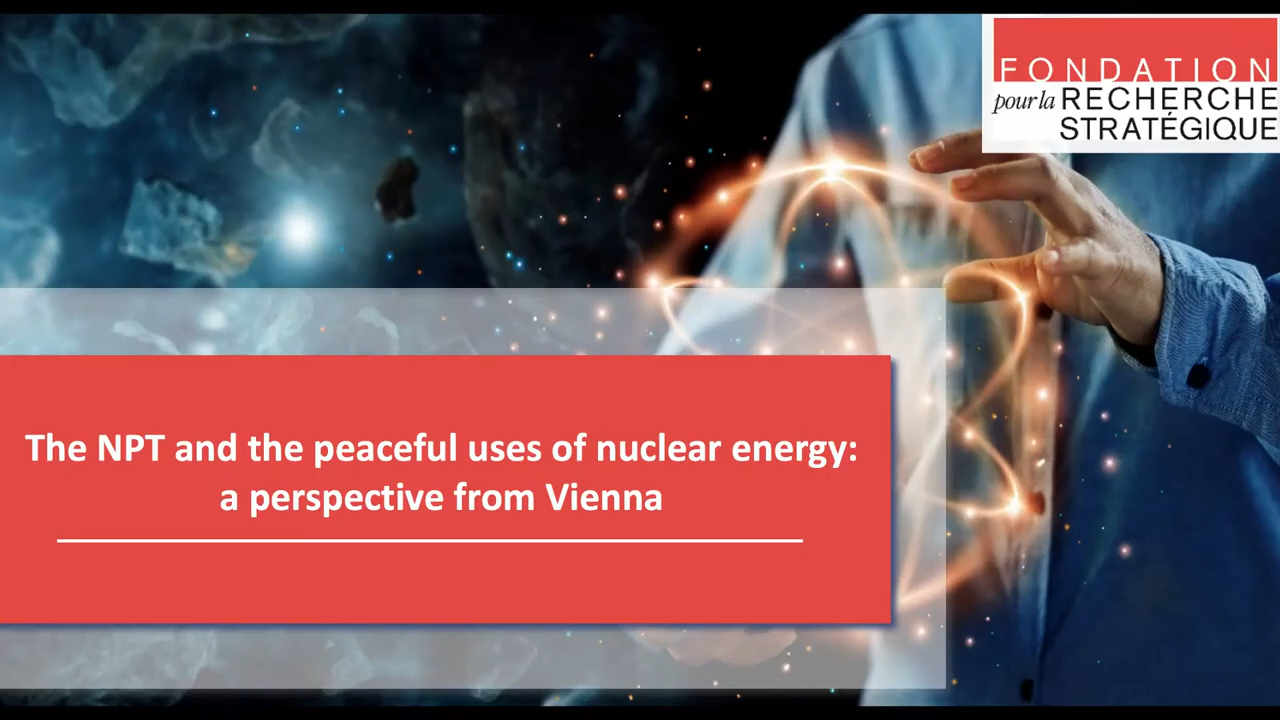 FONDATION
pour la RECHERCHE
STRATÉGIQUE
The NPT and the peaceful uses of nuclear energy:
a perspective from Vienna